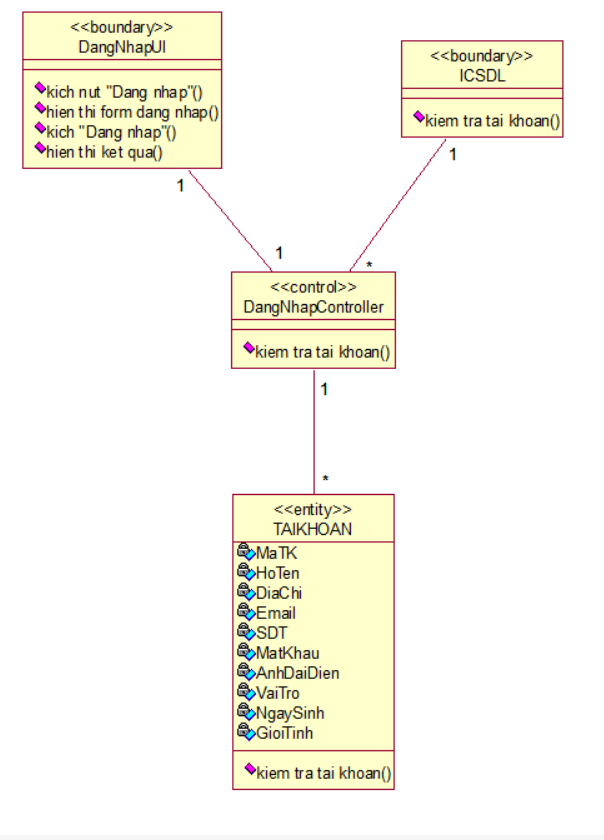 <<boundary>>
DangNhapUI
kich nut "Dang nhap"()
hien thi form dang nhap()
kich "Dang nhap"()
hien thi ket qua()
<<boundary>>
ICSDL
kiem tra tai khoan()
1
1
1
*
<<control>>
DangNhapController
kiem tra tai khoan()
1
*
<<entity>>
TAIKHOAN
MaTK
HoTen
DiaChi
Email
SDT
MatKhau
AnhDaiDien
VaiTro
NgaySinh
GioiTinh
kiem tra tai khoan()